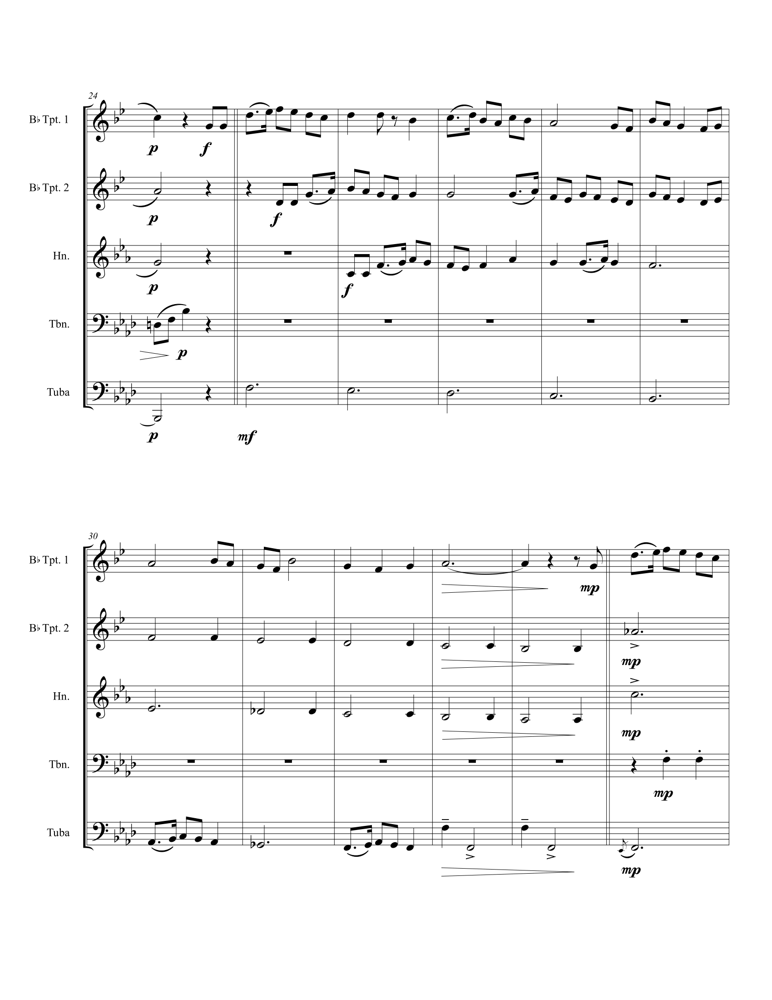 24
B♭ Tpt. 1
p
f
B♭ Tpt. 2
p
f
Hn.
p
f
Tbn.
p
Tuba
p
mf
30
B♭ Tpt. 1
mp
B♭ Tpt. 2
mp
Hn.
mp
Tbn.
mp
Tuba
mp